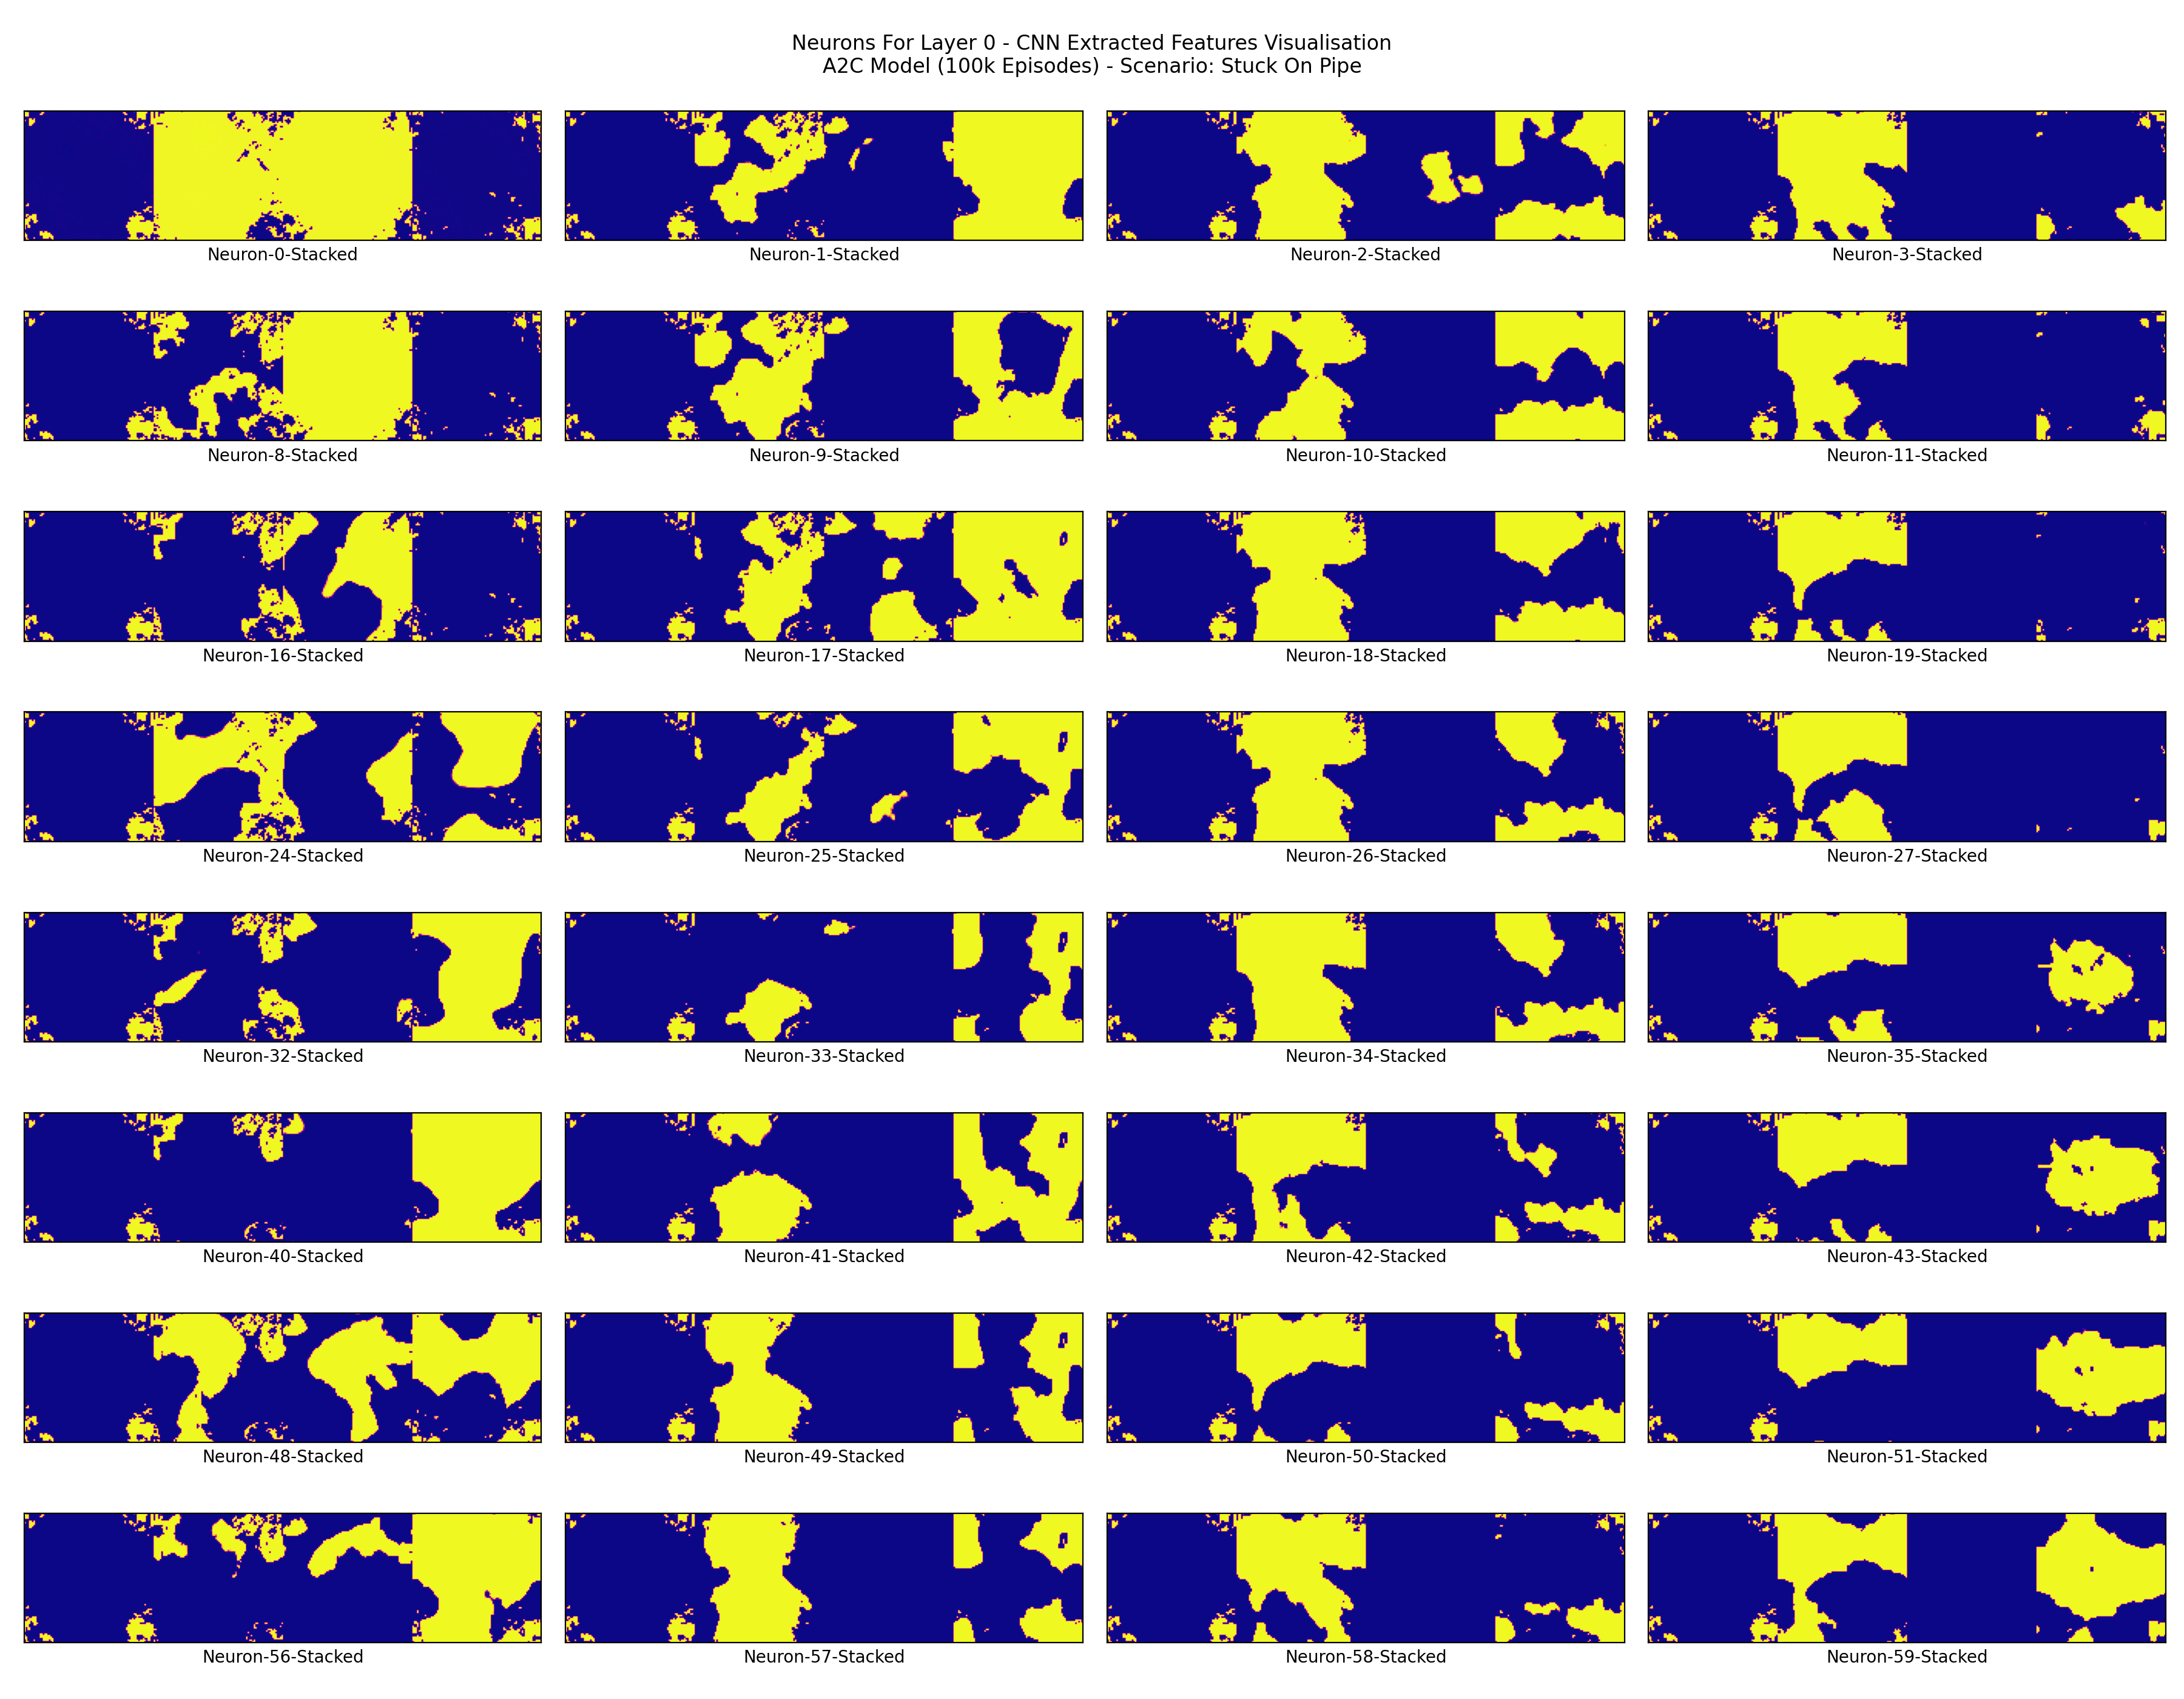 Neurons For Layer 0 - CNN Extracted Features Visualisation
A2C Model (100k Episodes) - Scenario: Stuck On Pipe
Neuron-0-Stacked
Neuron-1-Stacked
Neuron-2-Stacked
Neuron-3-Stacked
Neuron-8-Stacked
Neuron-9-Stacked
Neuron-10-Stacked
Neuron-11-Stacked
Neuron-16-Stacked
Neuron-17-Stacked
Neuron-18-Stacked
Neuron-19-Stacked
Neuron-24-Stacked
Neuron-25-Stacked
Neuron-26-Stacked
Neuron-27-Stacked
Neuron-32-Stacked
Neuron-33-Stacked
Neuron-34-Stacked
Neuron-35-Stacked
Neuron-40-Stacked
Neuron-41-Stacked
Neuron-42-Stacked
Neuron-43-Stacked
Neuron-48-Stacked
Neuron-49-Stacked
Neuron-50-Stacked
Neuron-51-Stacked
Neuron-56-Stacked
Neuron-57-Stacked
Neuron-58-Stacked
Neuron-59-Stacked